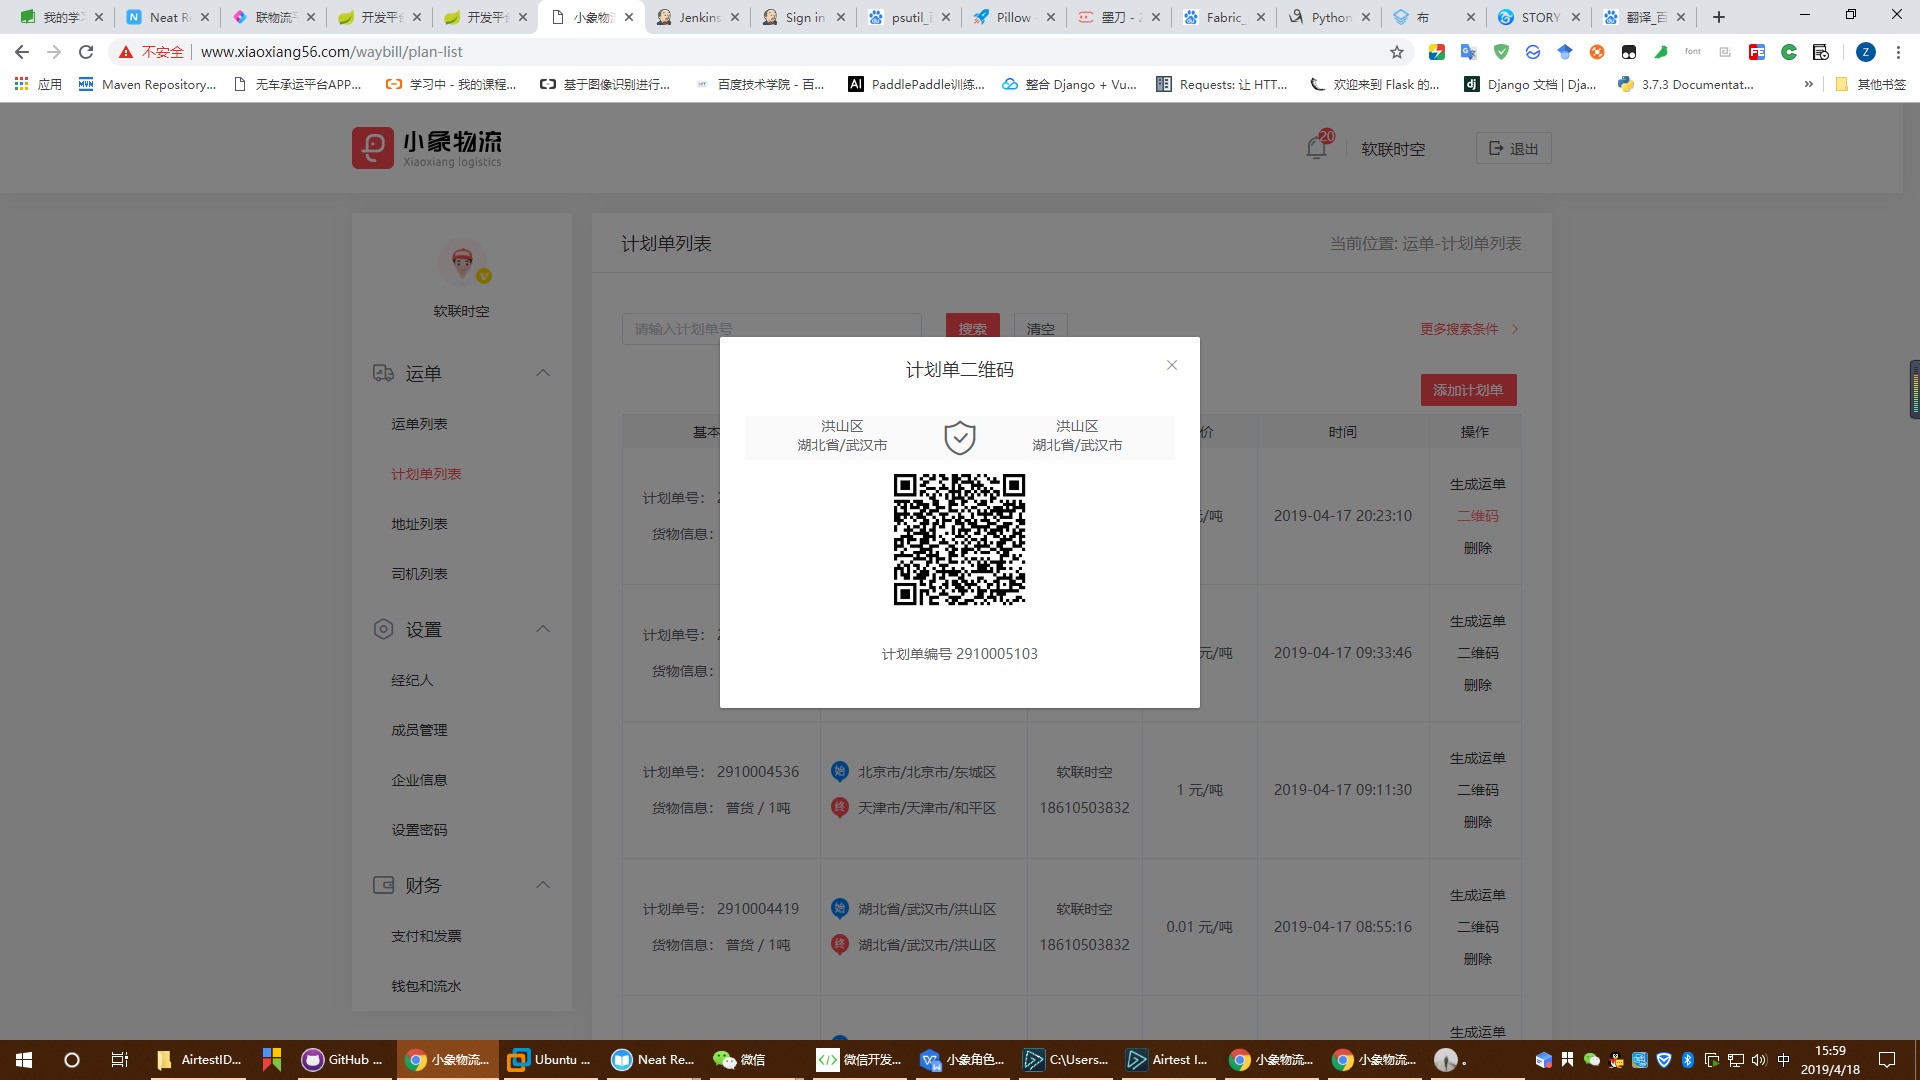 我的学
Neat R
联物流
开发平台
开发平台
小象物流
Jenkins
Sign in
psutil_
Pillow
墨刀 - 2
Fabric_
Python
布
STORY
翻译_百
不安全
www.xiaoxiang56.com/waybill/plan-list
应用
Maven Repository...
无车承运平台APP...
学习中 - 我的课程...
基于图像识别进行...
百度技术学院 - 百...
PaddlePaddle训练...
整合 Django + Vu...
Requests: 让 HTT...
欢迎来到 Flask 的...
Django 文档 | Dja...
3.7.3 Documentat...
»
其他书签
小象物流
Xiaoxiang logistics
20
软联时空
退出
软联时空
运单
运单列表
计划单列表
地址列表
司机列表
设置
经纪人
成员管理
企业信息
设置密码
财务
支付和发票
钱包和流水
计划单列表
当前位置: 运单-计划单列表
请输入计划单号
搜索
清空
更多搜索条件
添加计划单
基本
价
时间
操作
计划单号:
货物信息:
/吨
2019-04-17 20:23:10
生成运单
二维码
删除
计划单号:
货物信息:
元/吨
2019-04-17 09:33:46
生成运单
二维码
删除
计划单二维码
洪山区
湖北省/武汉市
洪山区
湖北省/武汉市
计划单编号 2910005103
计划单号: 2910004536
货物信息: 普货 / 1吨
始 北京市/北京市/东城区
终 天津市/天津市/和平区
软联时空
18610503832
1 元/吨
2019-04-17 09:11:30
生成运单
二维码
删除
计划单号: 2910004419
货物信息: 普货 / 1吨
始 湖北省/武汉市/洪山区
终 湖北省/武汉市/洪山区
软联时空
18610503832
0.01 元/吨
2019-04-17 08:55:16
生成运单
二维码
删除
生成运单
AirtestID...
GitHub ...
小象物流...
Ubuntu ...
Neat Re...
微信
微信开发...
小象角色...
C:\Users...
Airtest I...
小象物流...
小象物流...
中
15:59
2019/4/18